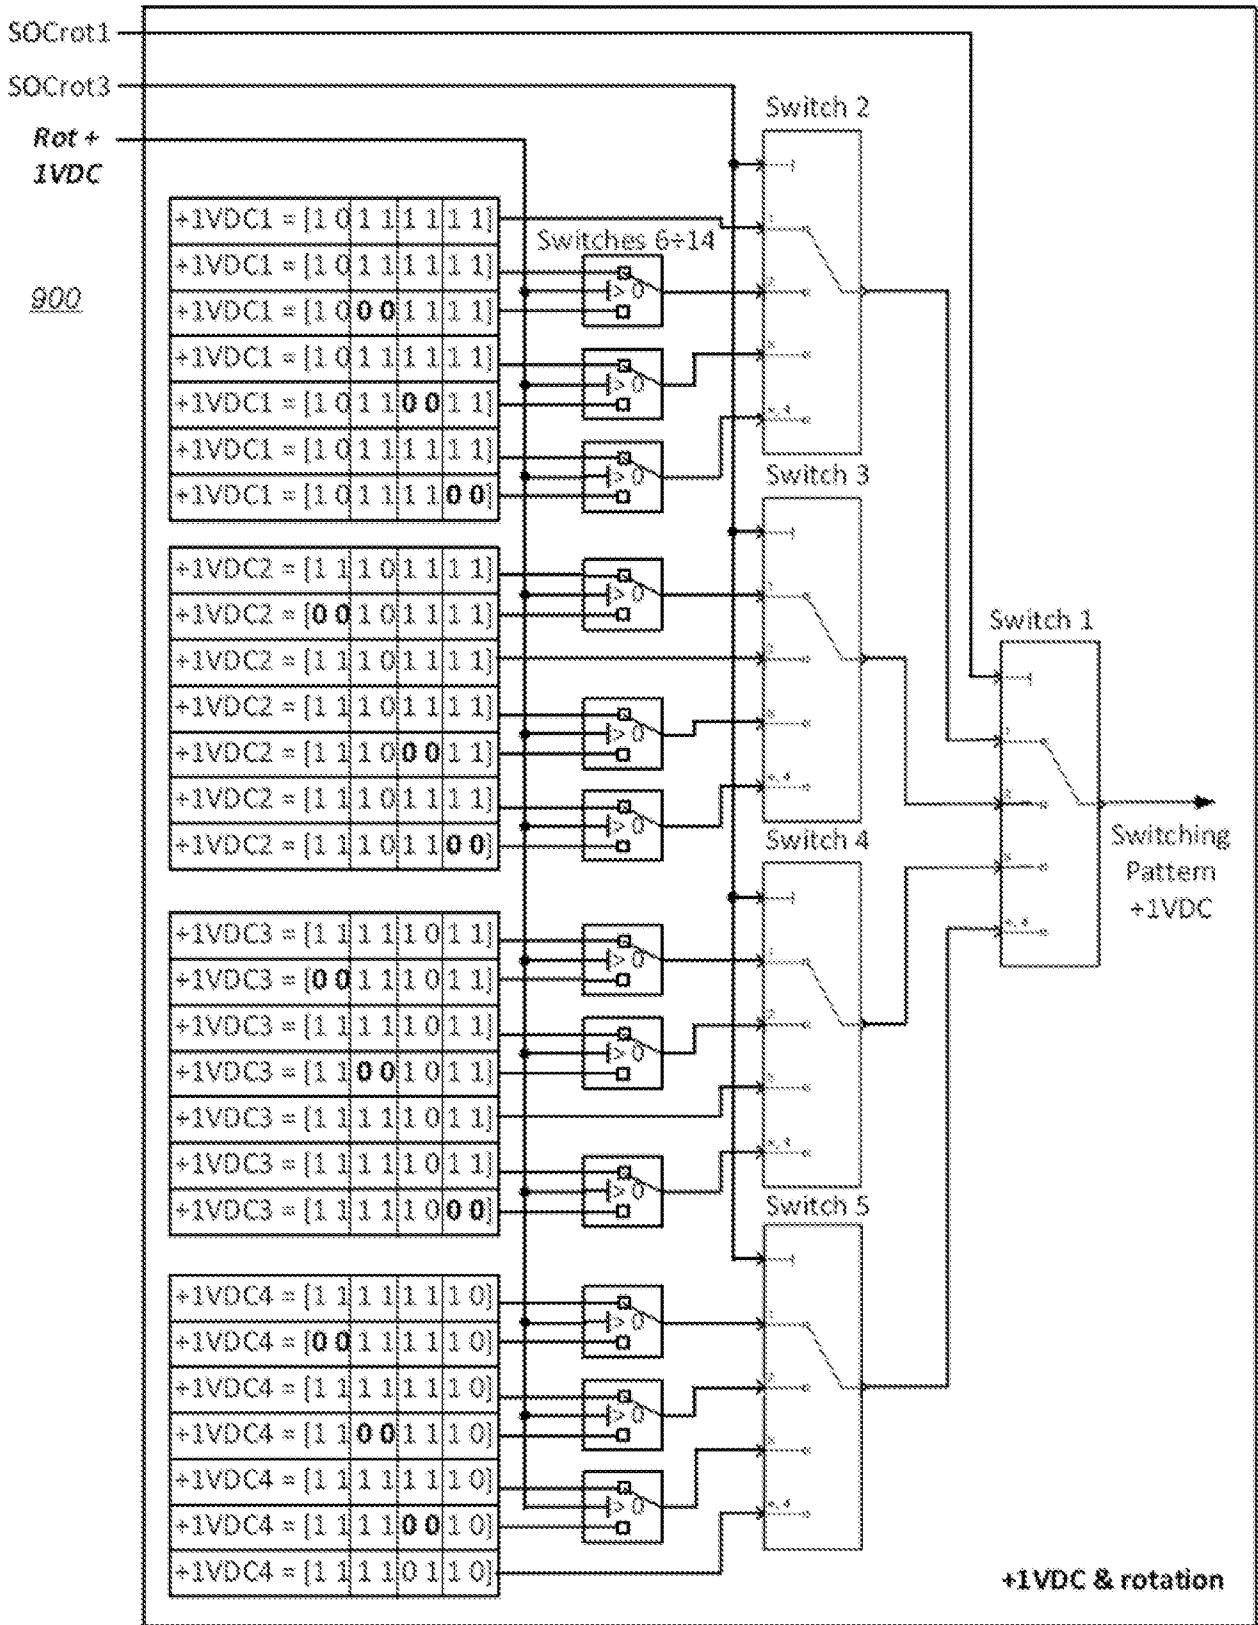 SOCrot1
SOCrot3
Rot +
1VDC
900
Switches 6÷14
+1VDC1 = [1 0 1 1 1 1 1 1]
+1VDC1 = [1 0 1 1 1 1 1 1]
+1VDC1 = [1 0 0 0 1 1 1 1]
+1VDC1 = [1 0 1 1 1 1 1 1]
+1VDC1 = [1 0 1 1 0 0 1 1]
+1VDC1 = [1 0 1 1 1 1 1 1]
+1VDC1 = [1 0 1 1 1 1 0 0]
+1VDC2 = [1 1 1 0 1 1 1 1]
+1VDC2 = [0 0 1 0 1 1 1 1]
+1VDC2 = [1 1 1 0 1 1 1 1]
+1VDC2 = [1 1 1 0 1 1 1 1]
+1VDC2 = [1 1 1 0 0 0 1 1]
+1VDC2 = [1 1 1 0 1 1 1 1]
+1VDC2 = [1 1 1 0 1 1 0 0]
+1VDC3 = [1 1 1 1 1 0 1 1]
+1VDC3 = [0 0 1 1 1 0 1 1]
+1VDC3 = [1 1 1 1 1 0 1 1]
+1VDC3 = [1 1 0 0 1 0 1 1]
+1VDC3 = [1 1 1 1 1 0 1 1]
+1VDC3 = [1 1 1 1 1 0 1 1]
+1VDC3 = [1 1 1 1 1 0 0 0]
+1VDC4 = [1 1 1 1 1 1 1 0]
+1VDC4 = [0 0 1 1 1 1 1 0]
+1VDC4 = [1 1 1 1 1 1 1 0]
+1VDC4 = [1 1 0 0 1 1 1 0]
+1VDC4 = [1 1 1 1 1 1 1 0]
+1VDC4 = [1 1 1 1 0 0 1 0]
+1VDC4 = [1 1 1 1 0 1 1 0]
> 0
> 0
> 0
> 0
> 0
> 0
> 0
> 0
> 0
> 0
> 0
> 0
Switch 2
Switch 3
Switch 4
Switch 5
Switch 1
Switching
Pattern
+1VDC
+1VDC & rotation